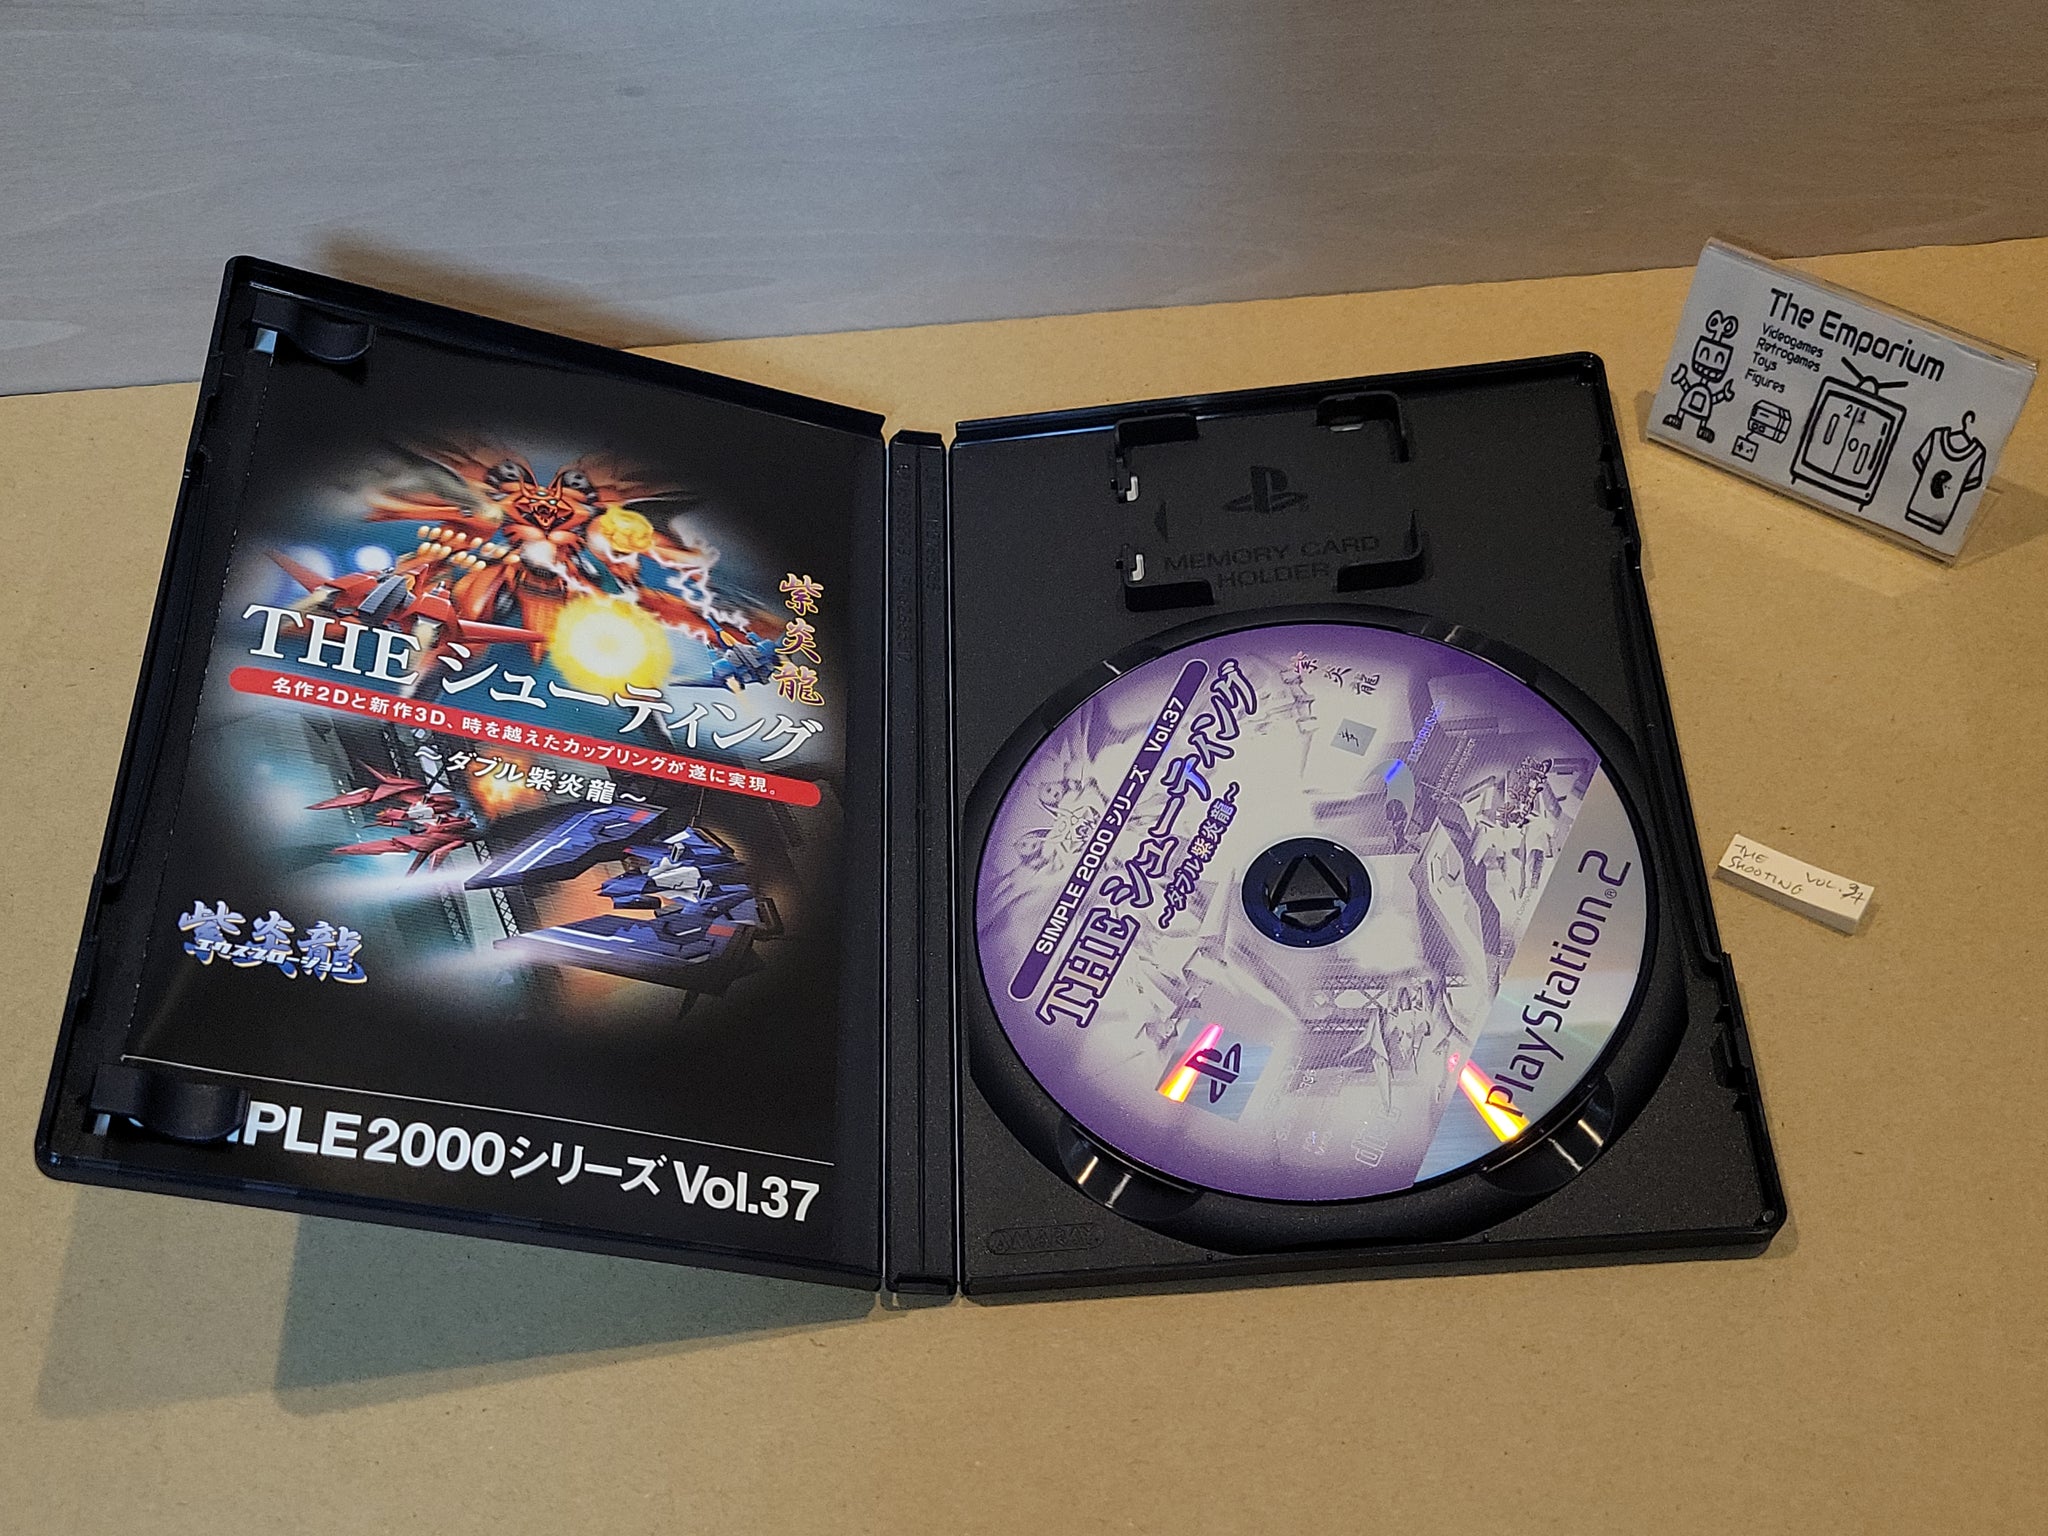 紫炎龍
THE シューティング
名作2Dと新作3D、時を越えたカップリングが遂に実現。
～ダブル紫炎龍～
紫炎龍
エクスプロージョン
MPLE2000シリーズ Vol.37
MEMORY CARD
HOLDER
SIMPLE 2000 シリーズ Vol.37
THE シューティング
～ダブル紫炎龍～
紫炎龍
PlayStation®2
AMARAY
The Emporium
Videogames
Retrogames
Toys
Figures
2 1
THE
SHOOTING VOL.